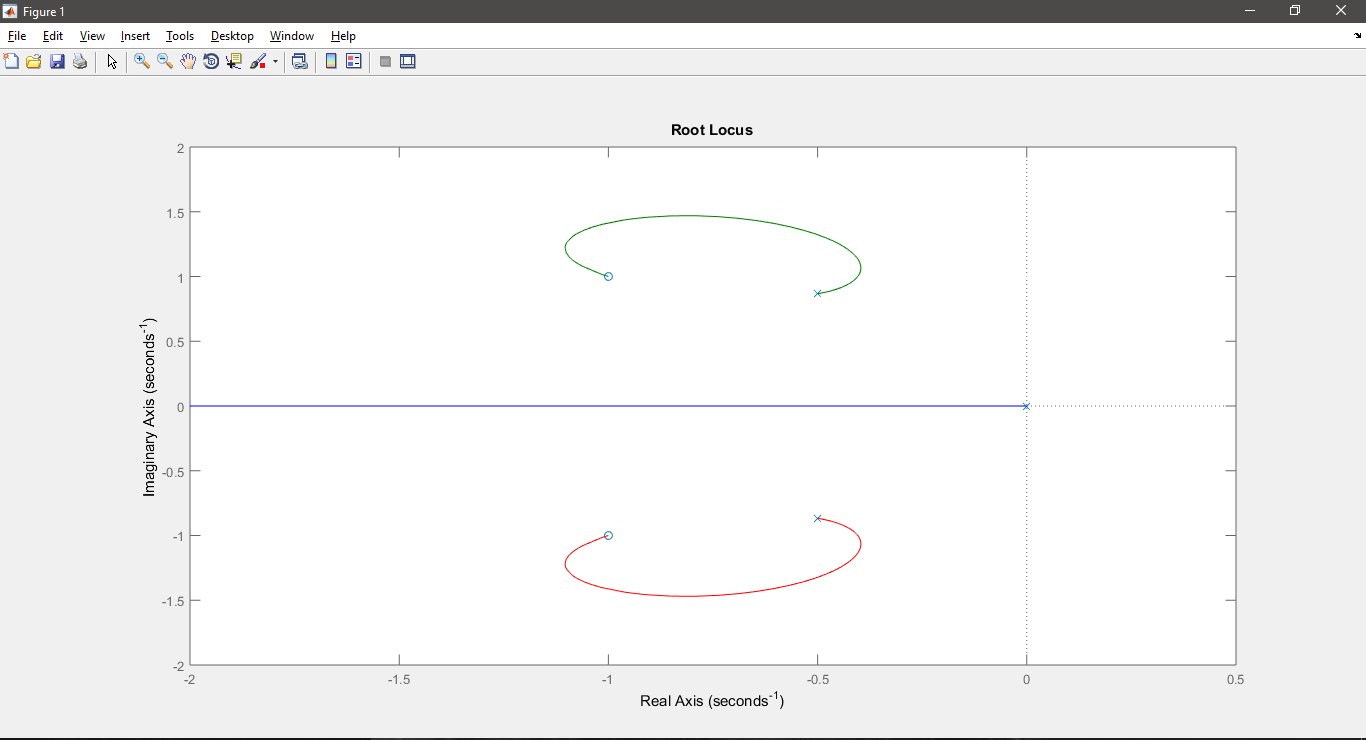 Figure 1
File Edit View Insert Tools Desktop Window Help
Root Locus
2
1.5
1
0.5
0
-0.5
-1
-1.5
-2
Imaginary Axis (seconds⁻¹)
-2 -1.5 -1 -0.5 0 0.5
Real Axis (seconds⁻¹)